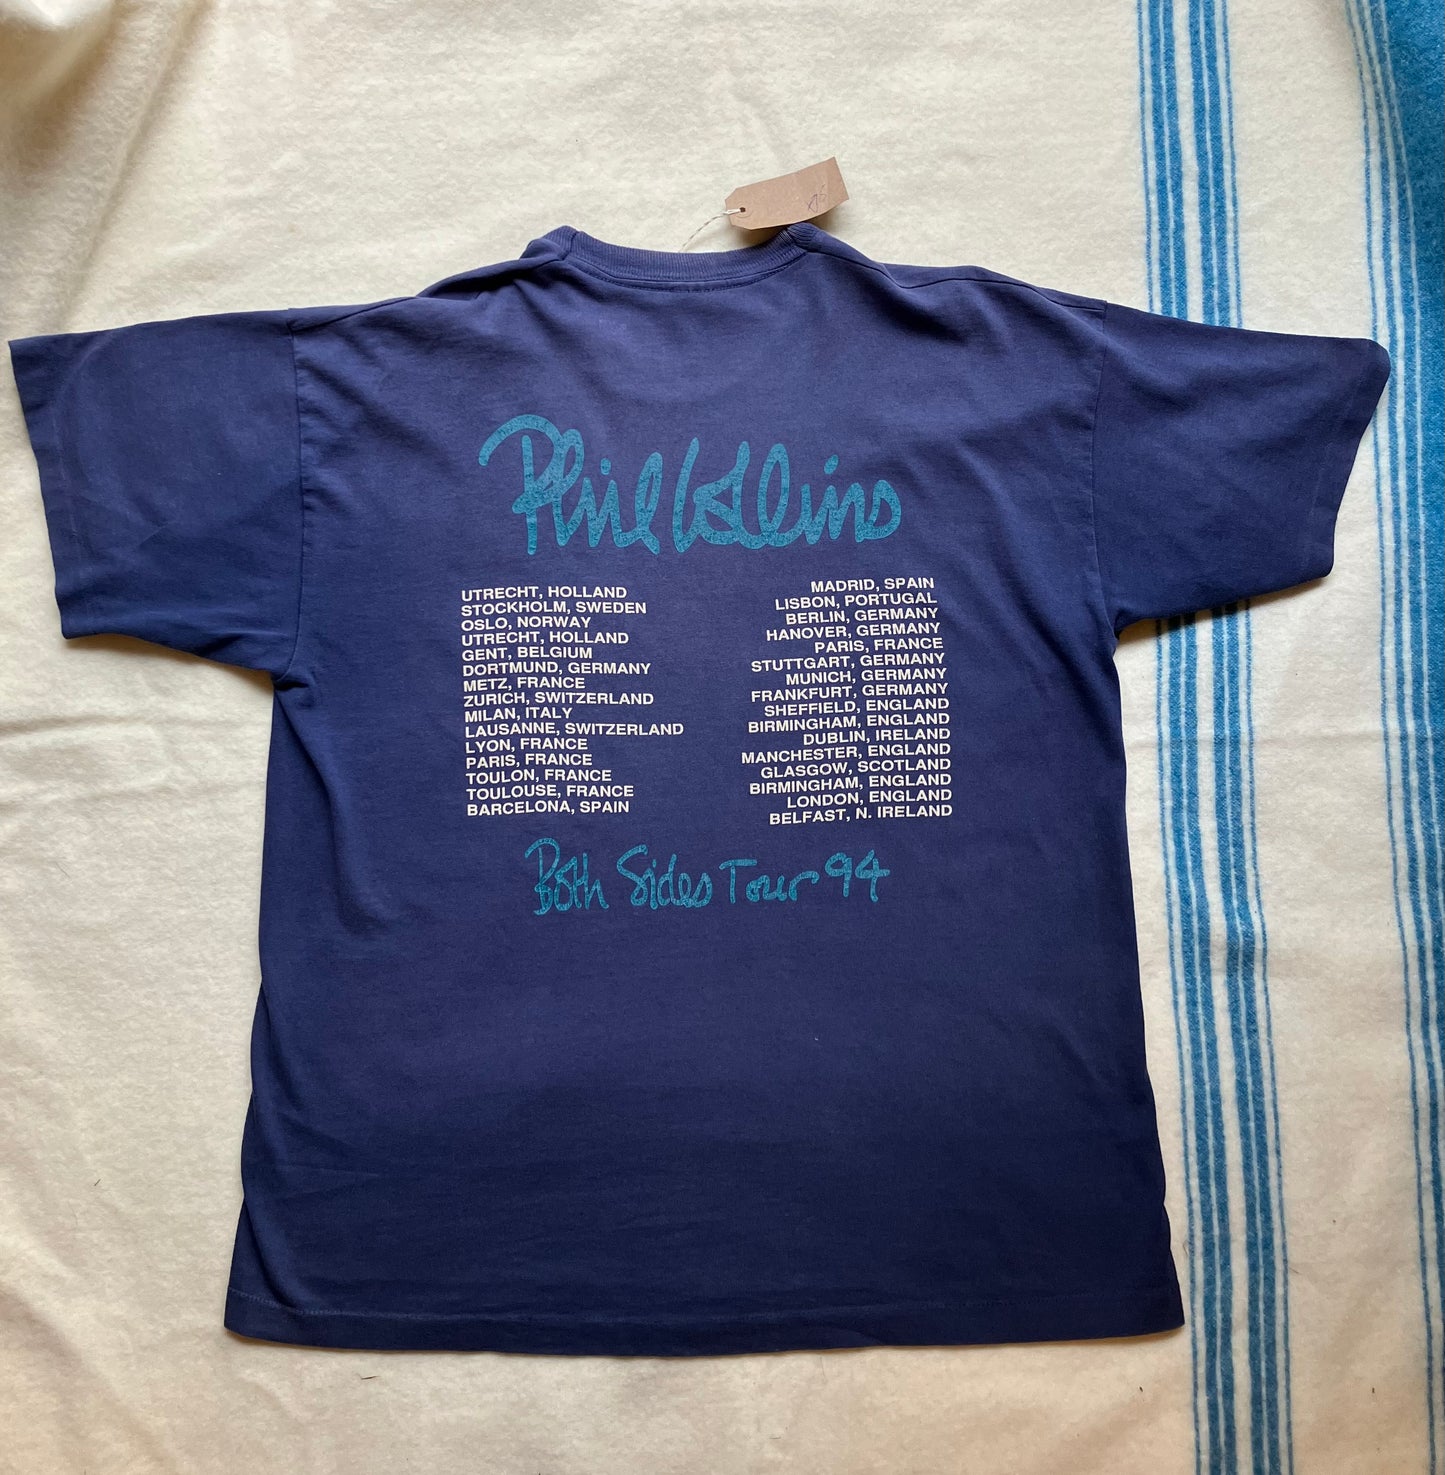 Phil Collins
UTRECHT, HOLLAND
STOCKHOLM, SWEDEN
OSLO, NORWAY
UTRECHT, HOLLAND
GENT, BELGIUM
DORTMUND, GERMANY
METZ, FRANCE
ZURICH, SWITZERLAND
MILAN, ITALY
LAUSANNE, SWITZERLAND
LYON, FRANCE
PARIS, FRANCE
TOULON, FRANCE
TOULOUSE, FRANCE
BARCELONA, SPAIN
MADRID, SPAIN
LISBON, PORTUGAL
BERLIN, GERMANY
HANOVER, GERMANY
PARIS, FRANCE
STUTTGART, GERMANY
MUNICH, GERMANY
FRANKFURT, GERMANY
SHEFFIELD, ENGLAND
BIRMINGHAM, ENGLAND
DUBLIN, IRELAND
MANCHESTER, ENGLAND
GLASGOW, SCOTLAND
BIRMINGHAM, ENGLAND
LONDON, ENGLAND
BELFAST, N. IRELAND
Both Sides Tour 94